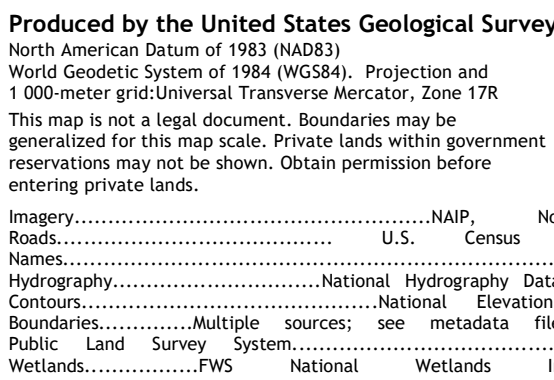 Produced by the United States Geological Survey
North American Datum of 1983 (NAD83)
World Geodetic System of 1984 (WGS84). Projection and
1 000-meter grid:Universal Transverse Mercator, Zone 17R
This map is not a legal document. Boundaries may be
generalized for this map scale. Private lands within government
reservations may not be shown. Obtain permission before
entering private lands.
Imagery.....................................................NAIP,
Roads......................................... U.S. Census
Names.....................................................................
Hydrography...............................National Hydrography
Contours............................................National Elevation
Boundaries..............Multiple sources; see metadata
Public Land Survey System.......................................
Wetlands.................FWS National Wetlands